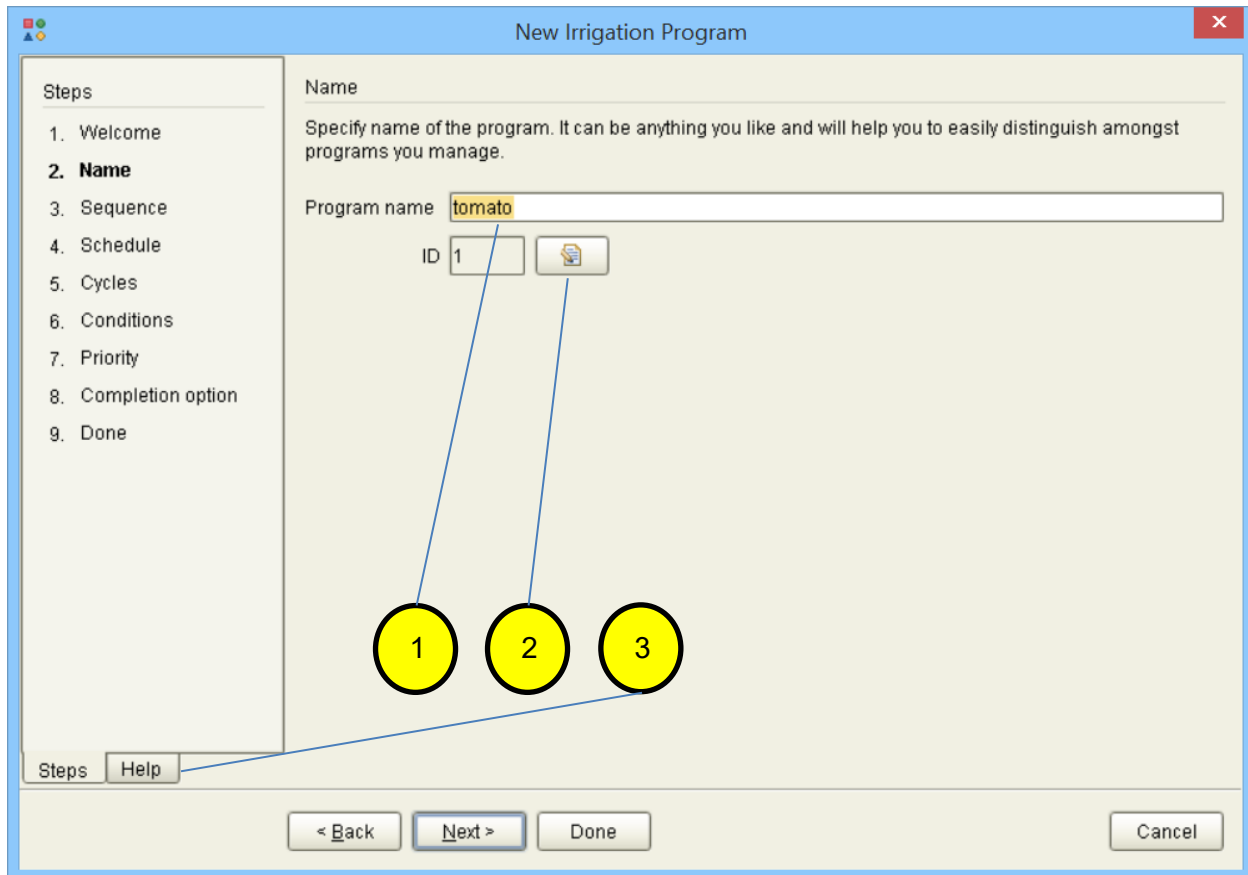 New Irrigation Program
Steps
1. Welcome
2. Name
3. Sequence
4. Schedule
5. Cycles
6. Conditions
7. Priority
8. Completion option
9. Done
Name
Specify name of the program. It can be anything you like and will help you to easily distinguish amongst
programs you manage.
Program name tomato
ID 1
1 2 3
Steps Help
< Back Next > Done Cancel